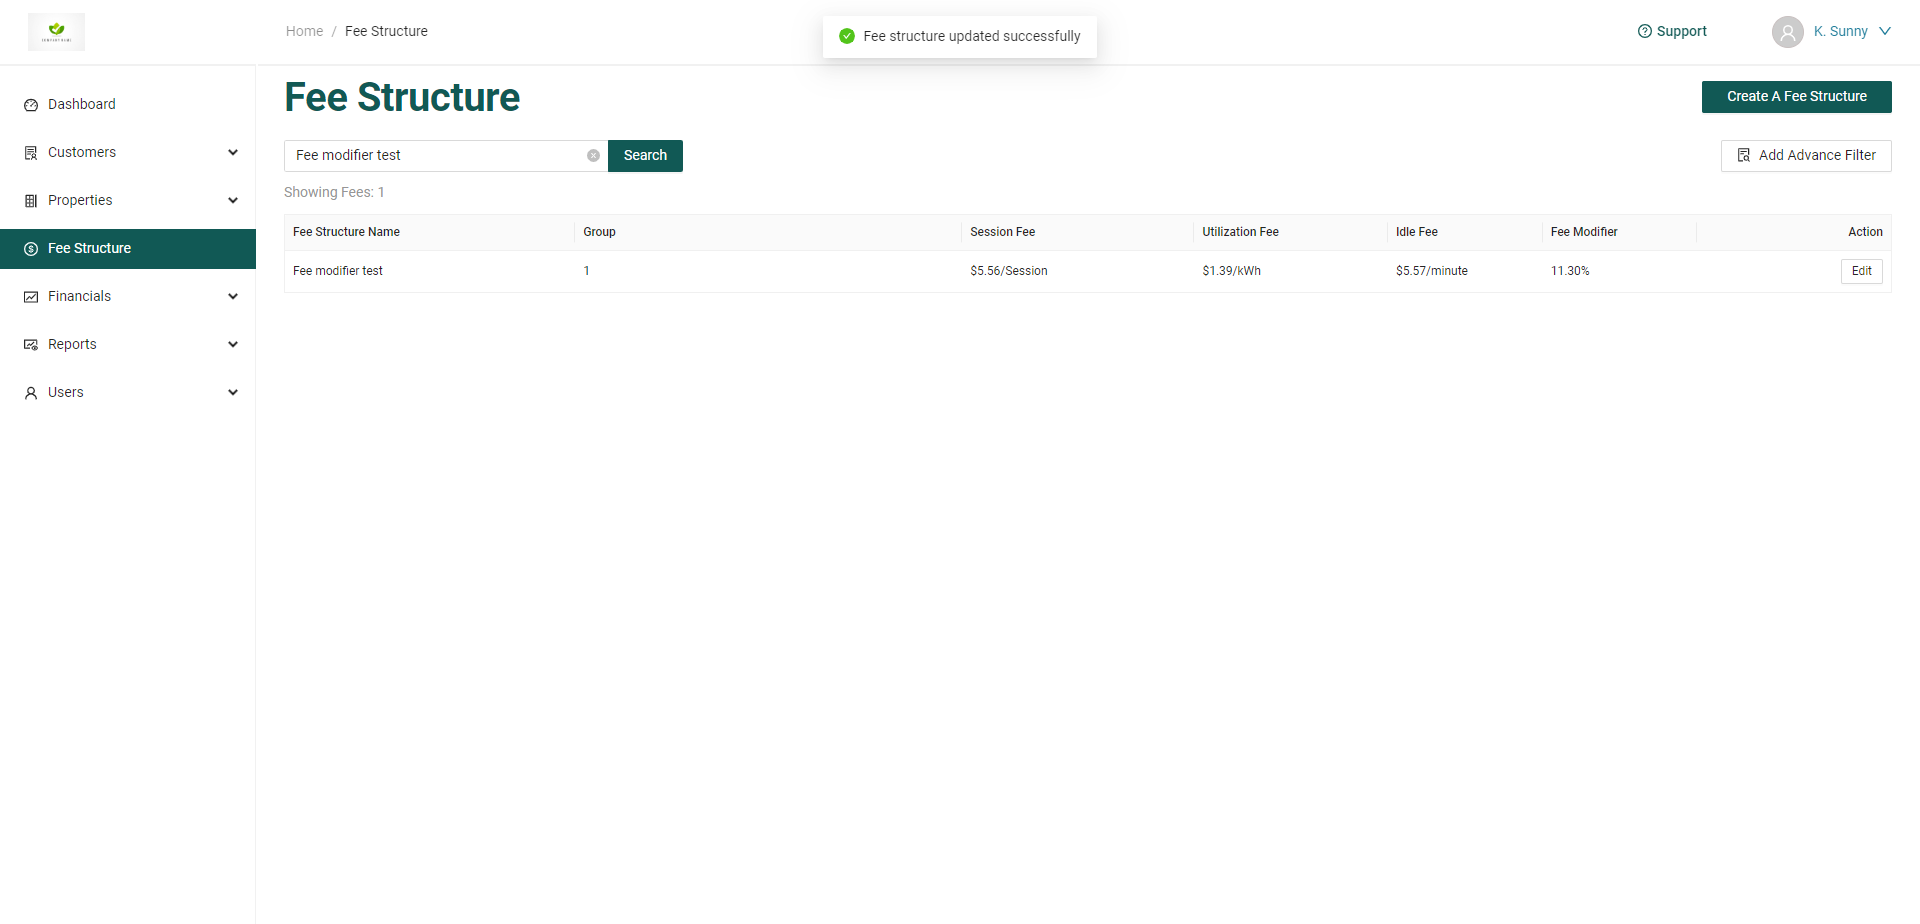 Home / Fee Structure
Fee structure updated successfully
Support
K. Sunny
Dashboard
Customers
Properties
Fee Structure
Financials
Reports
Users
Fee Structure
Create A Fee Structure
Fee modifier test
Search
Add Advance Filter
Showing Fees: 1
Fee Structure Name Group Session Fee Utilization Fee Idle Fee Fee Modifier Action
Fee modifier test 1 $5.56/Session $1.39/kWh $5.57/minute 11.30% Edit